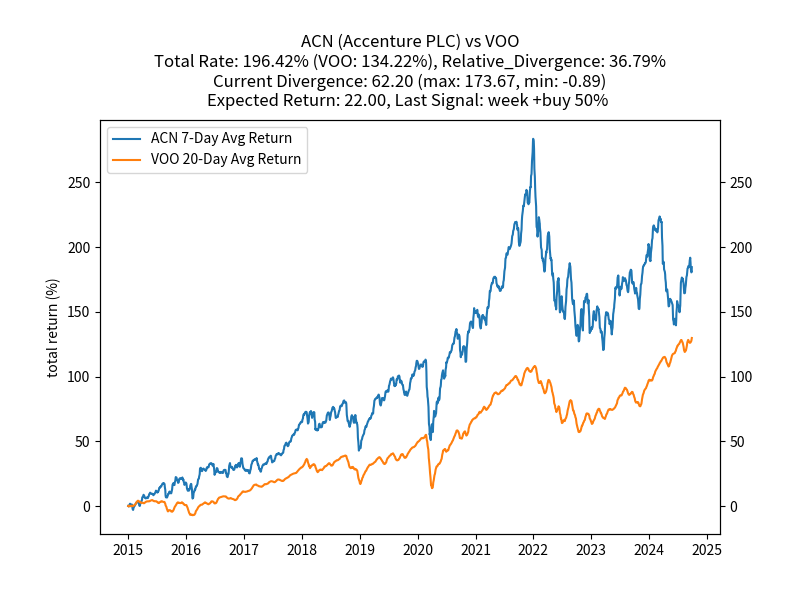 ACN (Accenture PLC) vs VOO
Total Rate: 196.42% (VOO: 134.22%), Relative_Divergence: 36.79%
Current Divergence: 62.20 (max: 173.67, min: -0.89)
Expected Return: 22.00, Last Signal: week +buy 50%
ACN 7-Day Avg Return
VOO 20-Day Avg Return
total return (%)
250
200
150
100
50
0
250
200
150
100
50
0
2015 2016 2017 2018 2019 2020 2021 2022 2023 2024 2025